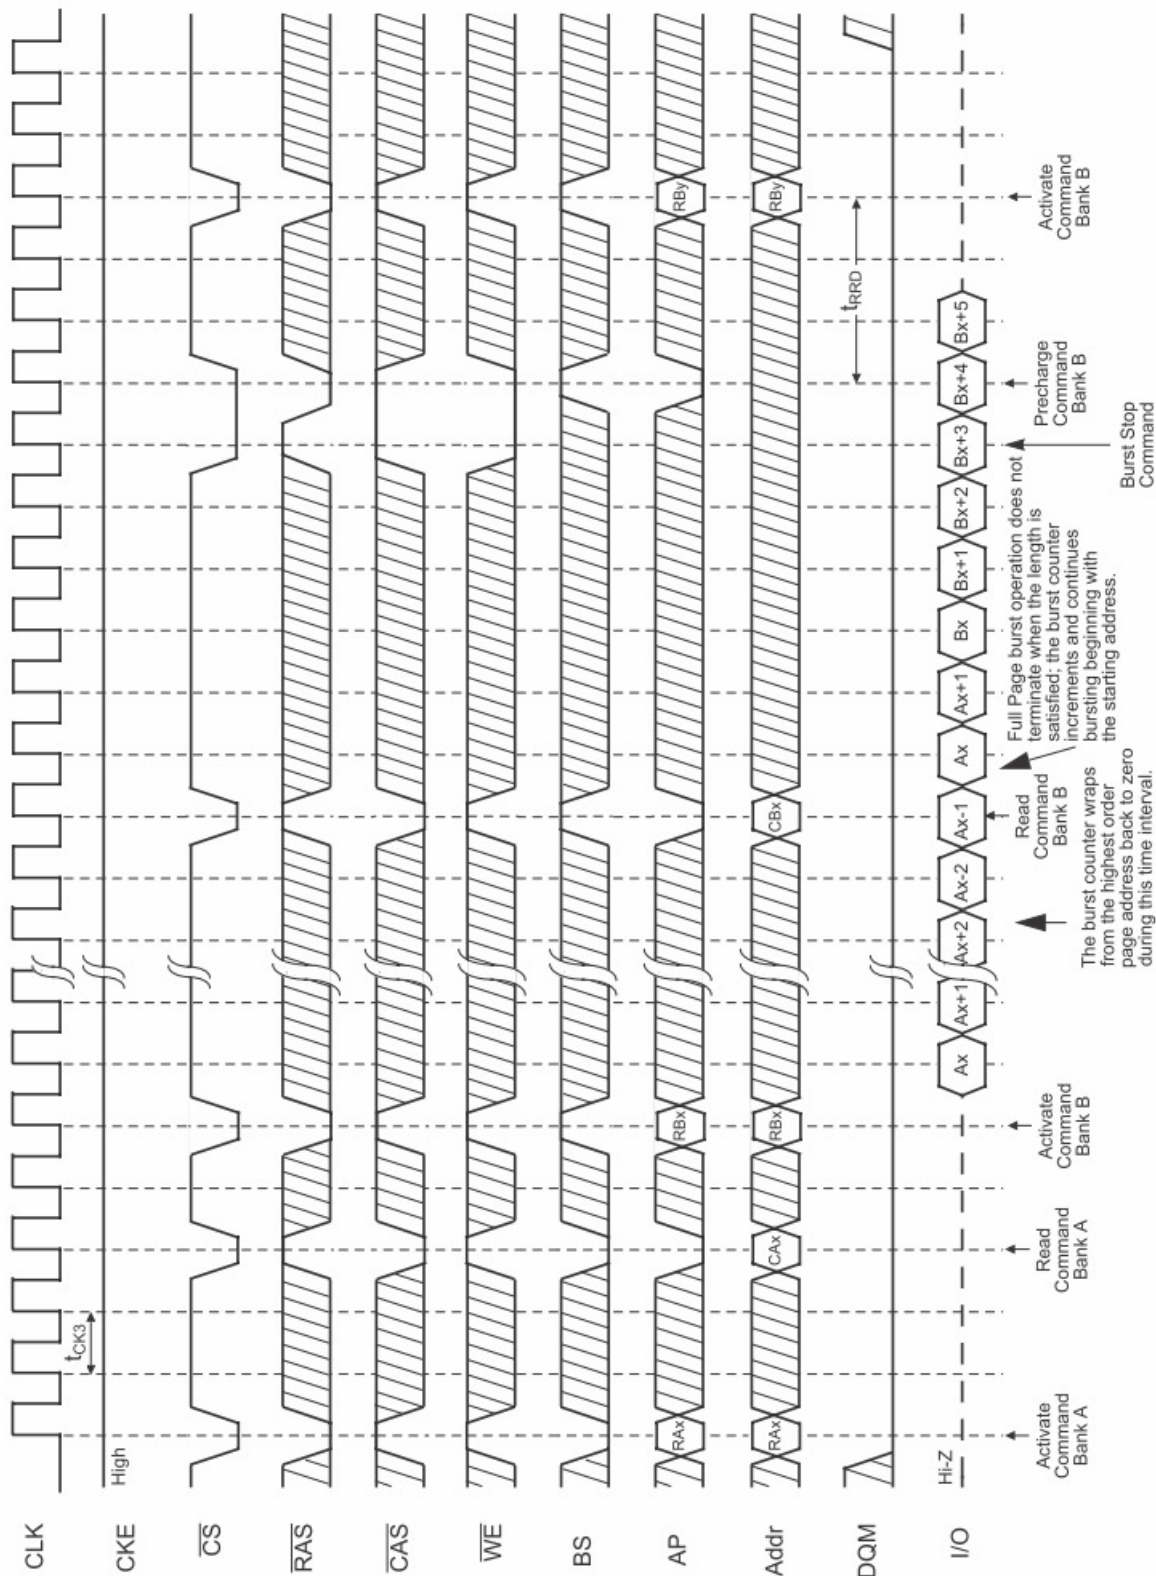 CLK
t_CK3
CKE
High
CS
RAS
CAS
WE
BS
AP
RAx
RBx
RBy
Addr
RAx
CAx
RBx
CBx
RBy
DQM
t_RRD
I/O
Hi-Z
Ax
Ax+1
Ax+2
Ax-2
Ax-1
Ax
Ax+1
Bx
Bx+1
Bx+2
Bx+3
Bx+4
Bx+5
Activate
Command
Bank A
Read
Command
Bank A
Activate
Command
Bank B
The burst counter wraps
from the highest order
page address back to zero
during this time interval.
Read
Command
Bank B
Full Page burst operation does not
terminate when the length is
satisfied; the burst counter
increments and continues
bursting beginning with
the starting address.
Burst Stop
Command
Precharge
Command
Bank B
Activate
Command
Bank B